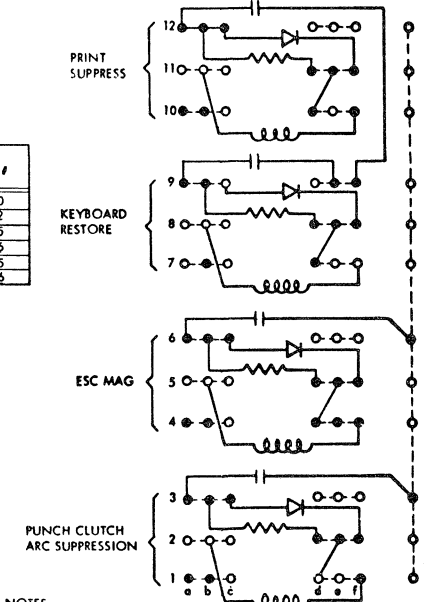 12
PRINT
SUPPRESS
11
10
9
KEYBOARD
RESTORE
8
7
6
ESC MAG
5
4
3
PUNCH CLUTCH
ARC SUPPRESSION
2
1
a b c d e f
NOTES